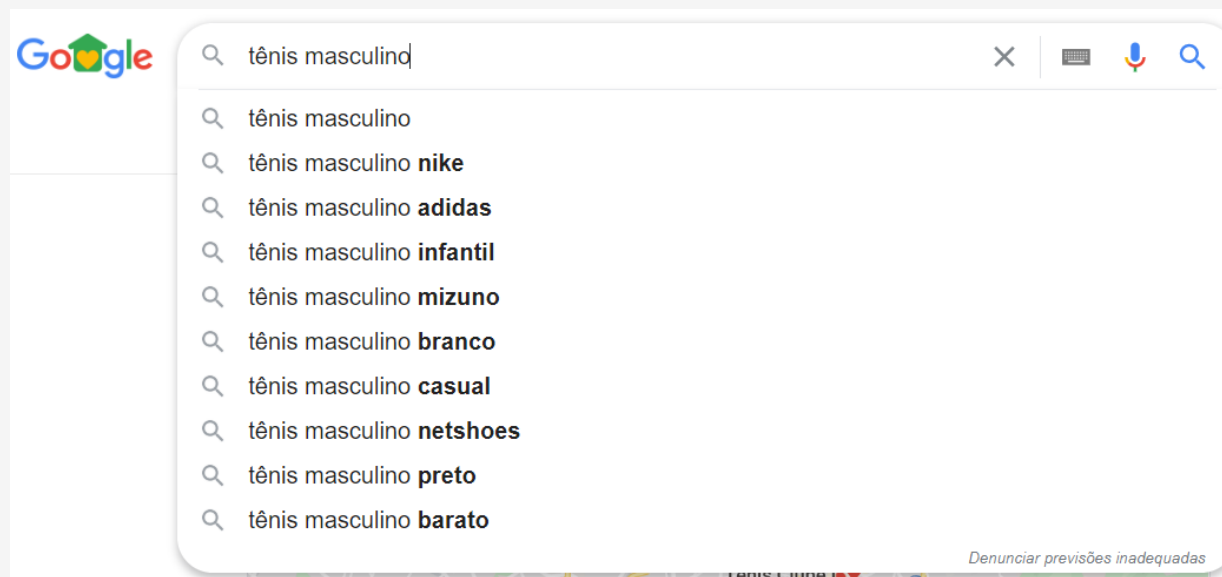 Google
tênis masculino
tênis masculino
tênis masculino nike
tênis masculino adidas
tênis masculino infantil
tênis masculino mizuno
tênis masculino branco
tênis masculino casual
tênis masculino netshoes
tênis masculino preto
tênis masculino barato
Denunciar previsões inadequadas